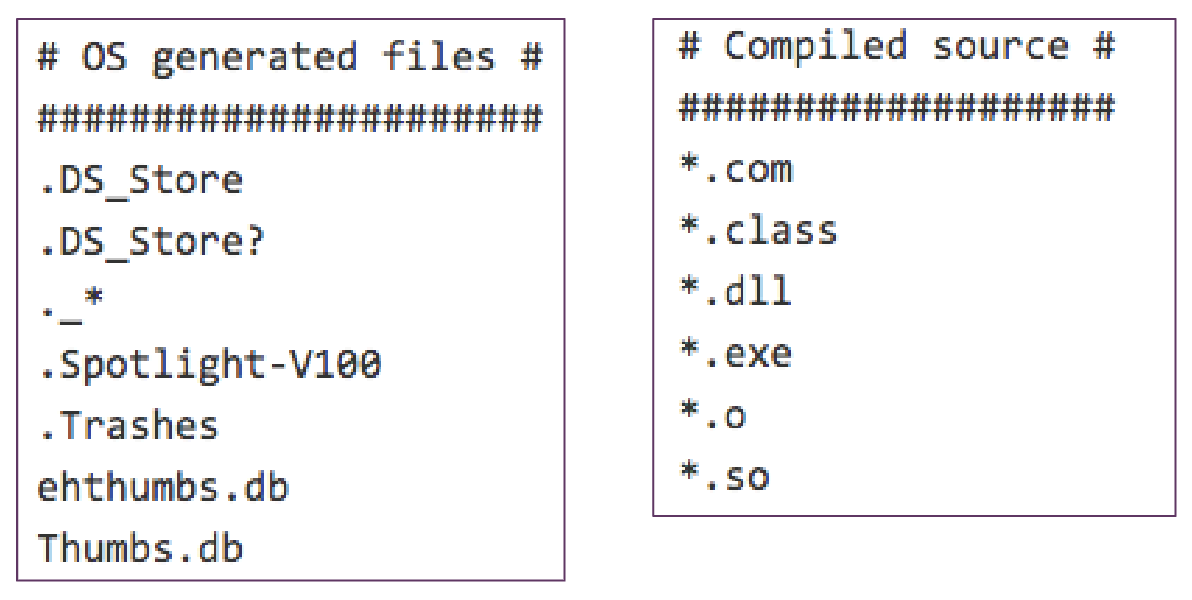 # OS generated files #
######################
.DS_Store
.DS_Store?
._*
.Spotlight-V100
.Trashes
ehthumbs.db
Thumbs.db
# Compiled source #
###################
*.com
*.class
*.dll
*.exe
*.o
*.so